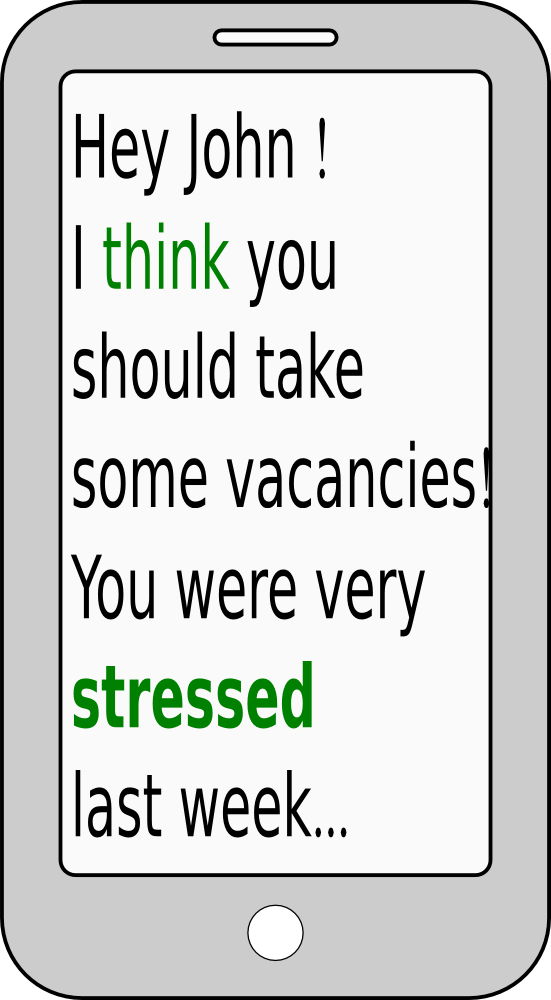 Hey John !
I think you
should take
some vacancies!
You were very
stressed
last week...